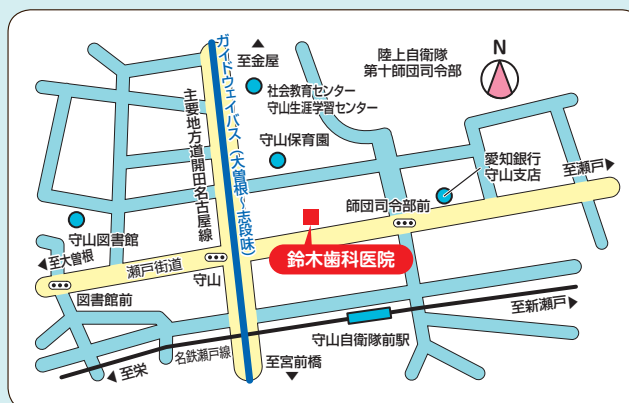 ▲
至金屋
社会教育センター
守山生涯学習センター
陸上自衛隊
第十師団司令部
N
ガイドウェイバス(大曽根~志段味)
主要地方道開田名古屋線
守山保育園
愛知銀行
守山支店
至瀬戸▶
師団司令部前
守山図書館
◀至大曽根
瀬戸街道
守山
鈴木歯科医院
図書館前
至新瀬戸▶
守山自衛隊前駅
名鉄瀬戸線
◀至栄
至宮前橋
▼